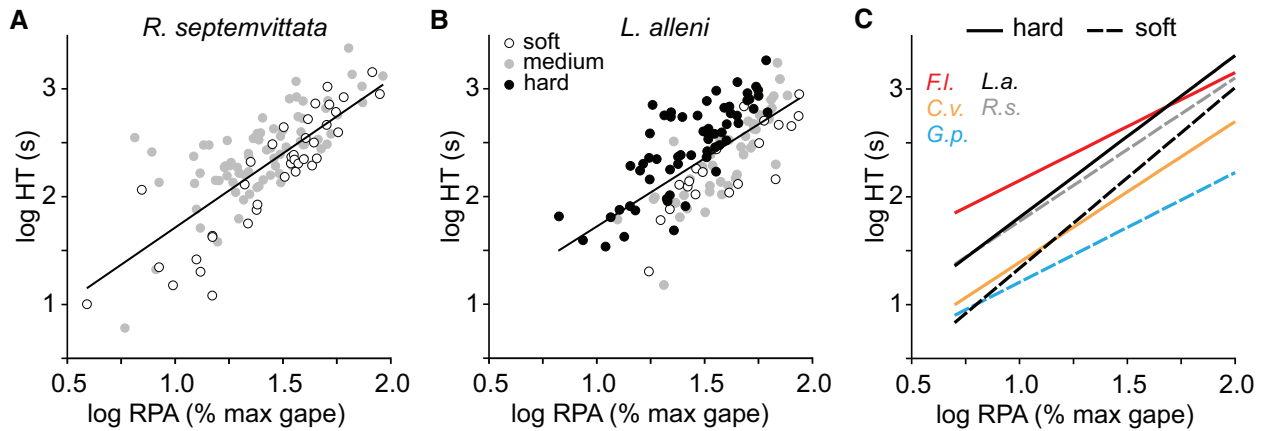 A
R. septemvittata
log HT (s)
3
2
1
0.5 1.0 1.5 2.0
log RPA (% max gape)
B
L. alleni
soft
medium
hard
log HT (s)
3
2
1
0.5 1.0 1.5 2.0
log RPA (% max gape)
C
hard soft
F.l. L.a.
C.v. R.s.
G.p.
log HT (s)
3
2
1
0.5 1.0 1.5 2.0
log RPA (% max gape)